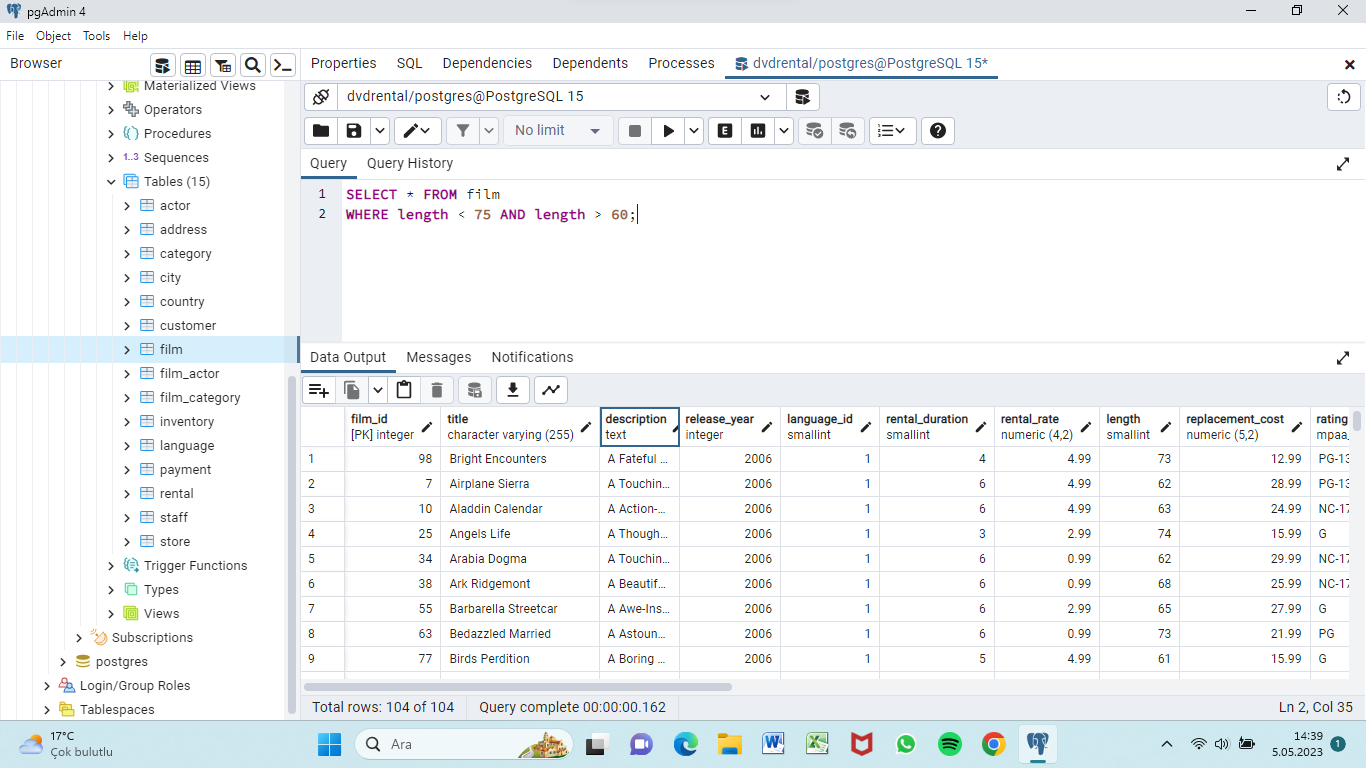 pgAdmin 4
File Object Tools Help
Browser
Properties SQL Dependencies Dependents Processes dvdrental/postgres@PostgreSQL 15*
dvdrental/postgres@PostgreSQL 15
No limit
E
Query Query History
1 SELECT * FROM film
2 WHERE length < 75 AND length > 60;
Materialized Views
Operators
Procedures
1..3 Sequences
Tables (15)
actor
address
category
city
country
customer
film
film_actor
film_category
inventory
language
payment
rental
staff
store
Trigger Functions
Types
Views
Subscriptions
postgres
Login/Group Roles
Tablespaces
Data Output Messages Notifications
film_id title description release_year language_id rental_duration rental_rate length replacement_cost rating
[PK] integer character varying (255) text integer smallint smallint numeric (4,2) smallint numeric (5,2) mpaa_
1 98 Bright Encounters A Fateful ... 2006 1 4 4.99 73 12.99 PG-13
2 7 Airplane Sierra A Touchin... 2006 1 6 4.99 62 28.99 PG-13
3 10 Aladdin Calendar A Action-... 2006 1 6 4.99 63 24.99 NC-17
4 25 Angels Life A Though... 2006 1 3 2.99 74 15.99 G
5 34 Arabia Dogma A Touchin... 2006 1 6 0.99 62 29.99 NC-17
6 38 Ark Ridgemont A Beautif... 2006 1 6 0.99 68 25.99 NC-17
7 55 Barbarella Streetcar A Awe-Ins... 2006 1 6 2.99 65 27.99 G
8 63 Bedazzled Married A Astoun... 2006 1 6 0.99 73 21.99 PG
9 77 Birds Perdition A Boring ... 2006 1 5 4.99 61 15.99 G
Total rows: 104 of 104 Query complete 00:00:00.162 Ln 2, Col 35
17°C
Çok bulutlu
Ara
14:39
5.05.2023
1